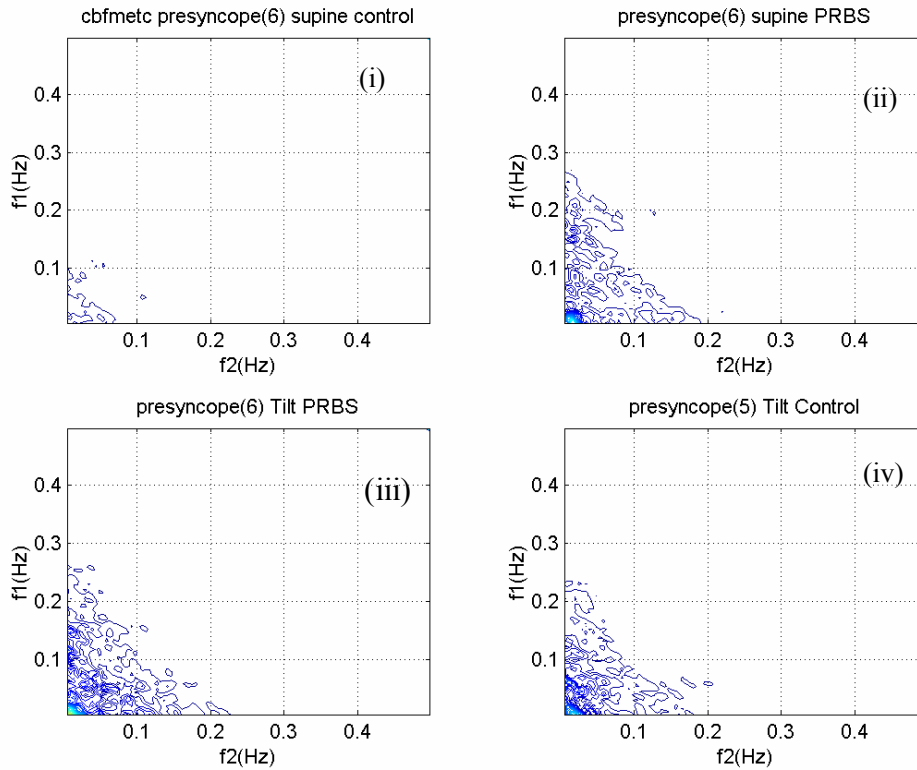 cbfmetc presyncope(6) supine control
(i)
0.4
0.3
0.2
0.1
f1(Hz)
0.1 0.2 0.3 0.4
f2(Hz)
presyncope(6) supine PRBS
(ii)
0.4
0.3
0.2
0.1
f1(Hz)
0.1 0.2 0.3 0.4
f2(Hz)
presyncope(6) Tilt PRBS
(iii)
0.4
0.3
0.2
0.1
f1(Hz)
0.1 0.2 0.3 0.4
f2(Hz)
presyncope(5) Tilt Control
(iv)
0.4
0.3
0.2
0.1
f1(Hz)
0.1 0.2 0.3 0.4
f2(Hz)